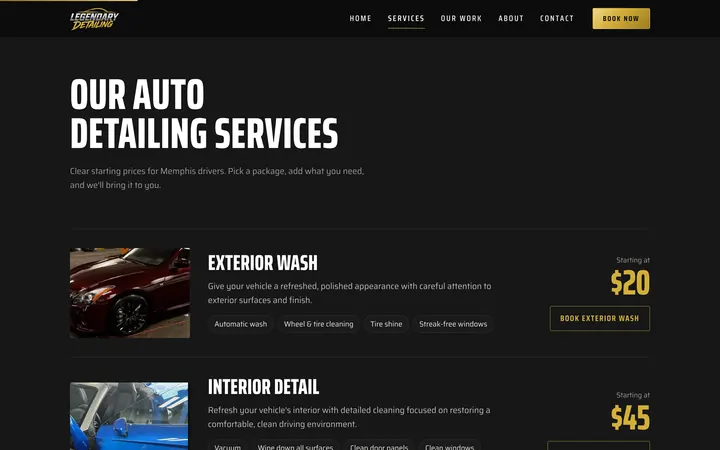 LEGENDARY
DETAILING
HOME
SERVICES
OUR WORK
ABOUT
CONTACT
BOOK NOW
OUR AUTO
DETAILING SERVICES
Clear starting prices for Memphis drivers. Pick a package, add what you need,
and we'll bring it to you.
EXTERIOR WASH
Give your vehicle a refreshed, polished appearance with careful attention to
exterior surfaces and finish.
Automatic wash
Wheel & tire cleaning
Tire shine
Streak-free windows
Starting at
$20
BOOK EXTERIOR WASH
INTERIOR DETAIL
Refresh your vehicle's interior with detailed cleaning focused on restoring a
comfortable, clean driving environment.
Vacuum
Wipe down all surfaces
Clean door panels
Clean windows
Starting at
$45